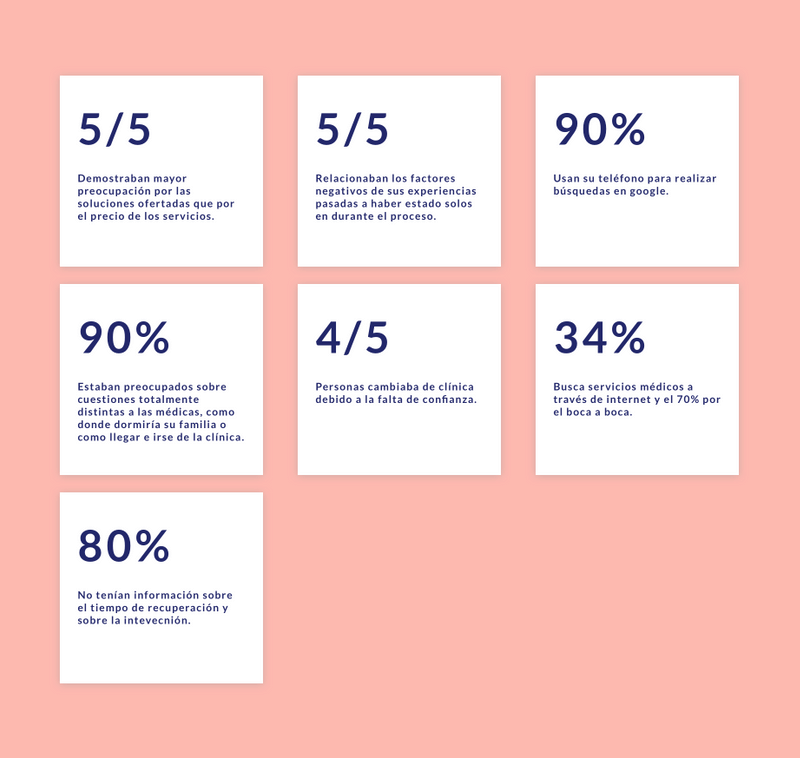 5/5
Demostraban mayor
preocupación por las
soluciones ofertadas que por
el precio de los servicios.
5/5
Relacionaban los factores
negativos de sus experiencias
pasadas a haber estado solos
en durante el proceso.
90%
Usan su teléfono para realizar
búsquedas en google.
90%
Estaban preocupados sobre
cuestiones totalmente
distintas a las médicas, como
donde dormiría su familia o
como llegar e irse de la clínica.
4/5
Personas cambiaba de clínica
debido a la falta de confianza.
34%
Busca servicios médicos a
través de internet y el 70% por
el boca a boca.
80%
No tenían información sobre
el tiempo de recuperación y
sobre la intevecnión.